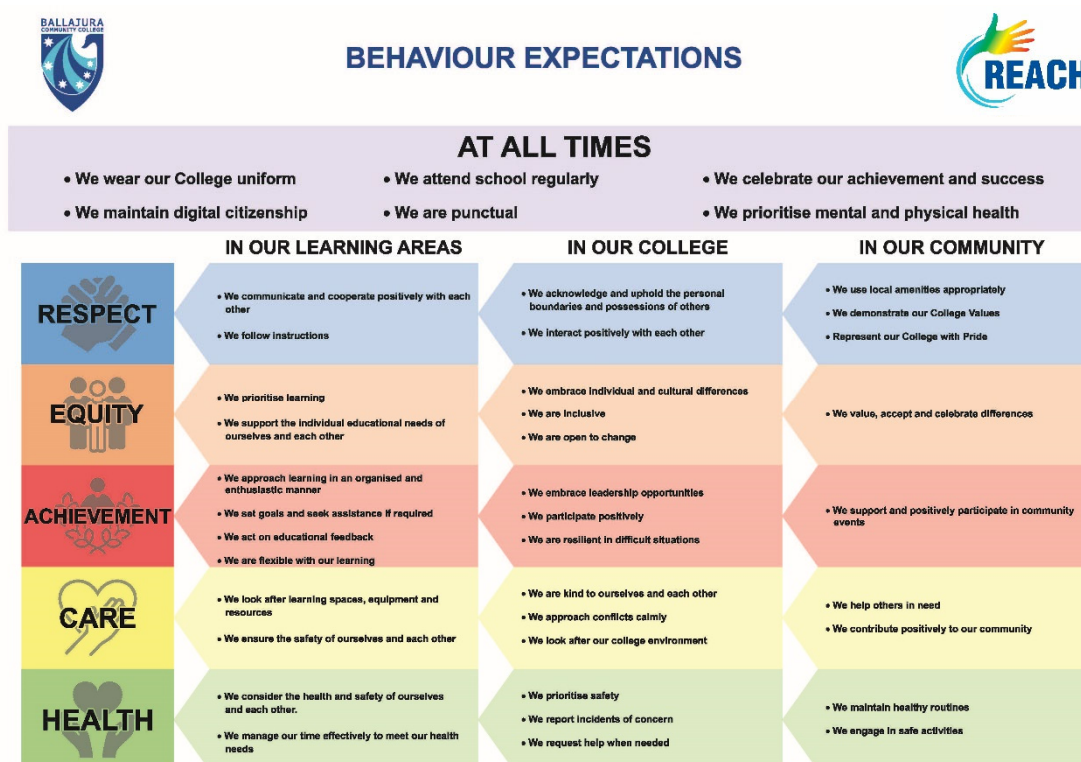 BALLAJURA
COMMUNITY COLLEGE
BEHAVIOUR EXPECTATIONS
REACH
AT ALL TIMES
• We wear our College uniform
• We attend school regularly
• We celebrate our achievement and success
• We maintain digital citizenship
• We are punctual
• We prioritise mental and physical health
IN OUR LEARNING AREAS
IN OUR COLLEGE
IN OUR COMMUNITY
RESPECT
• We communicate and cooperate positively with each
other
• We follow instructions
• We acknowledge and uphold the personal
boundaries and possessions of others
• We interact positively with each other
• We use local amenities appropriately
• We demonstrate our College Values
• Represent our College with Pride
EQUITY
• We prioritise learning
• We support the individual educational needs of
ourselves and each other
• We embrace individual and cultural differences
• We are inclusive
• We are open to change
• We value, accept and celebrate differences
ACHIEVEMENT
• We approach learning in an organised and
enthusiastic manner
• We set goals and seek assistance if required
• We act on educational feedback
• We are flexible with our learning
• We embrace leadership opportunities
• We participate positively
• We are resilient in difficult situations
• We support and positively participate in community
events
CARE
• We look after learning spaces, equipment and
resources
• We ensure the safety of ourselves and each other
• We are kind to ourselves and each other
• We approach conflicts calmly
• We look after our college environment
• We help others in need
• We contribute positively to our community
HEALTH
• We consider the health and safety of ourselves
and each other.
• We manage our time effectively to meet our health
needs
• We prioritise safety
• We report incidents of concern
• We request help when needed
• We maintain healthy routines
• We engage in safe activities